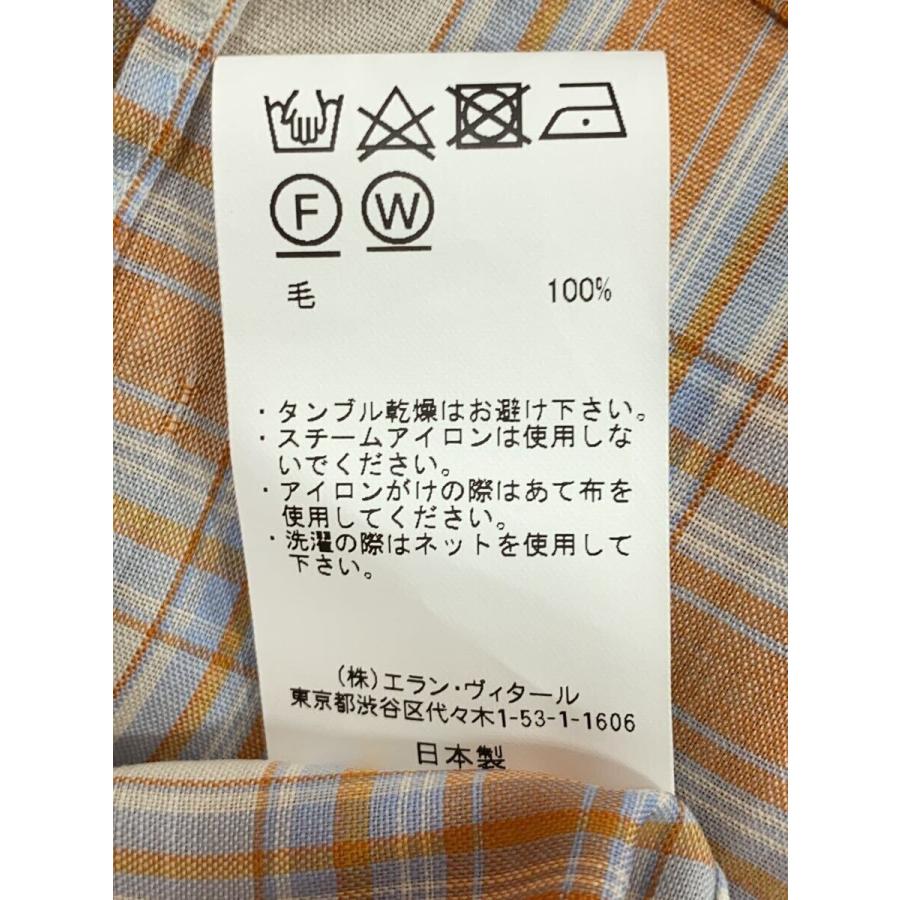 F W
毛 100%
・タンブル乾燥はお避け下さい。
・スチームアイロンは使用しな
いでください。
・アイロンがけの際はあて布を
使用してください。
・洗濯の際はネットを使用して
下さい。
(株)エラン・ヴィタール
東京都渋谷区代々木1-53-1-1606
日本製